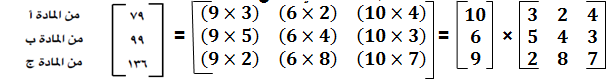 من المادة أ [٧٩] = [(9 × 3) (6 × 2) (10 × 4)] = [10] × [3 2 4]
من المادة ب [٩٩] = [(9 × 5) (6 × 4) (10 × 3)] = [6] × [5 4 3]
من المادة ج [١٣٦] = [(9 × 2) (6 × 8) (10 × 7)] = [9] × [2 8 7]